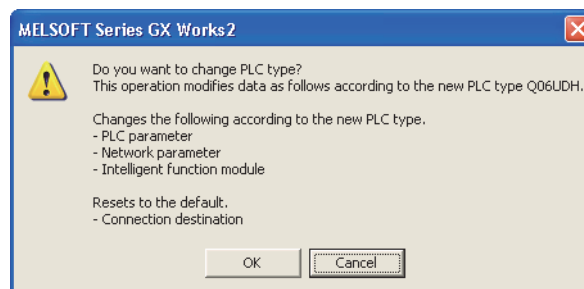 MELSOFT Series GX Works2
Do you want to change PLC type?
This operation modifies data as follows according to the new PLC type Q06UDH.
Changes the following according to the new PLC type.
- PLC parameter
- Network parameter
- Intelligent function module
Resets to the default.
- Connection destination
OK
Cancel